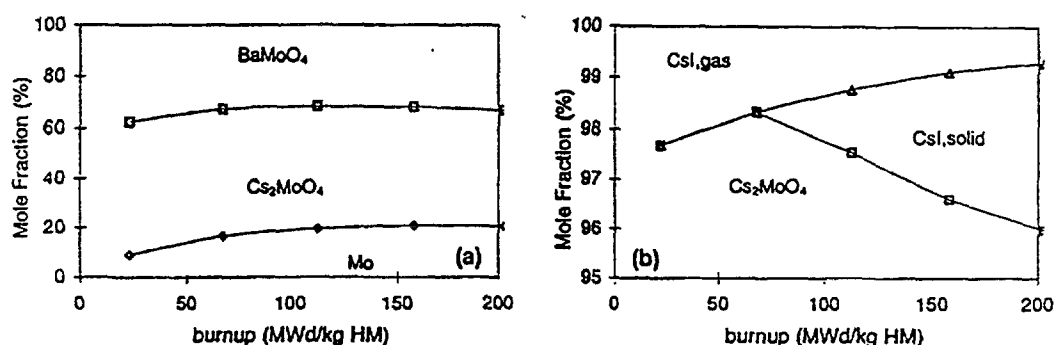 100
80
60
40
20
0
Mole Fraction (%)
BaMoO₄
Cs₂MoO₄
Mo
(a)
0 50 100 150 200
burnup (MWd/kg HM)
100
99
98
97
96
95
Mole Fraction (%)
CsI,gas
CsI,solid
Cs₂MoO₄
(b)
0 50 100 150 200
burnup (MWd/kg HM)